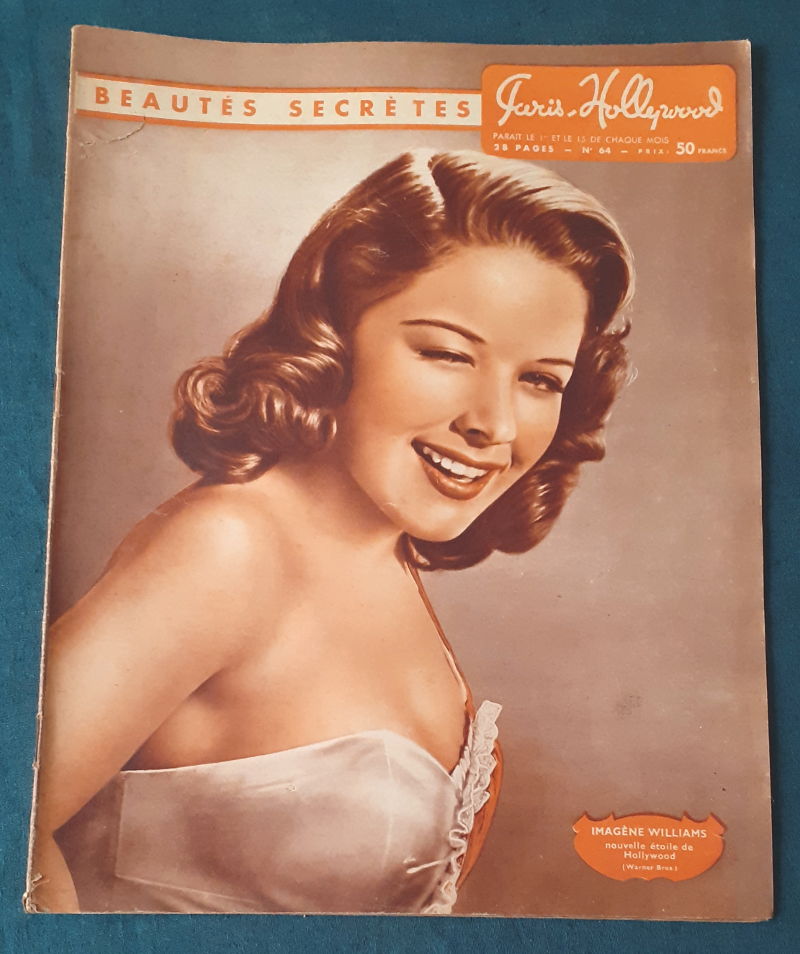 BEAUTÉS SECRÈTES
Paris-Hollywood
PARAIT LE 1er ET LE 15 DE CHAQUE MOIS
28 PAGES — N° 64 — PRIX: 50 FRANCS
IMAGÈNE WILLIAMS
nouvelle étoile de
Hollywood
(Warner Bros.)